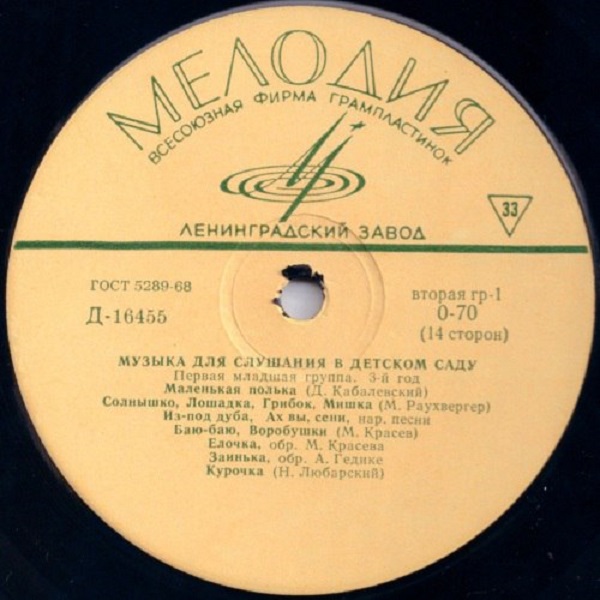 МЕЛОДИЯ
ВСЕСОЮЗНАЯ ФИРМА ГРАМПЛАСТИНОК
ЛЕНИНГРАДСКИЙ ЗАВОД
33
ГОСТ 5289-68
Д-16455
вторая гр-1
0-70
(14 сторон)
МУЗЫКА ДЛЯ СЛУШАНИЯ В ДЕТСКОМ САДУ
Первая младшая группа. 3-й год
Маленькая полька (Д. Кабалевский)
Солнышко, Лошадка, Грибок, Мишка (М. Раухвергер)
Из-под дуба, Ах вы, сени, нар. песни
Баю-баю, Воробушки (М. Красев)
Елочка, обр. М. Красева
Заинька, обр. А. Гедике
Курочка (Н. Любарский)